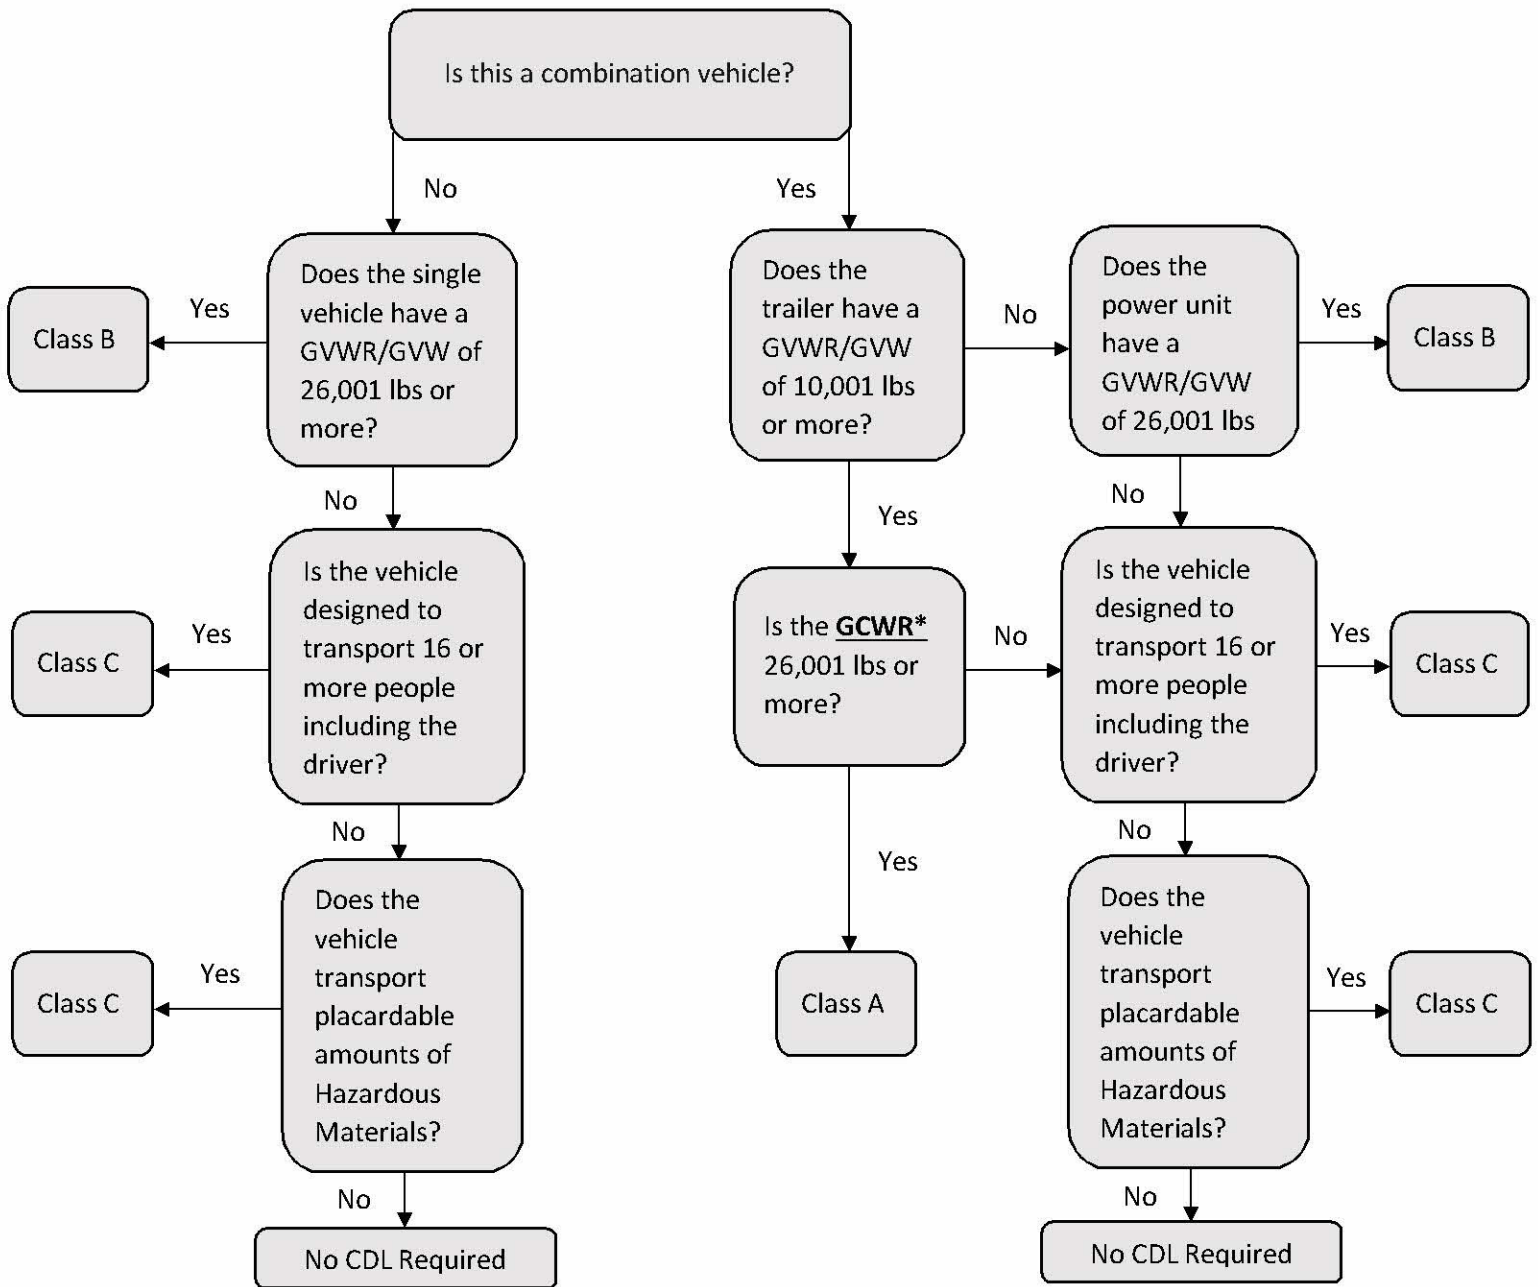 Is this a combination vehicle?
No
Yes
Does the single
vehicle have a
GVWR/GVW of
26,001 lbs or
more?
Yes
Class B
Does the
trailer have a
GVWR/GVW
of 10,001 lbs
or more?
No
Does the
power unit
have a
GVWR/GVW
of 26,001 lbs
Yes
Class B
No
Yes
No
Is the vehicle
designed to
transport 16 or
more people
including the
driver?
Yes
Class C
Is the GCWR*
26,001 lbs or
more?
No
Is the vehicle
designed to
transport 16 or
more people
including the
driver?
Yes
Class C
No
Yes
No
Does the
vehicle
transport
placardable
amounts of
Hazardous
Materials?
Yes
Class C
Class A
Does the
vehicle
transport
placardable
amounts of
Hazardous
Materials?
Yes
Class C
No
No
No CDL Required
No CDL Required